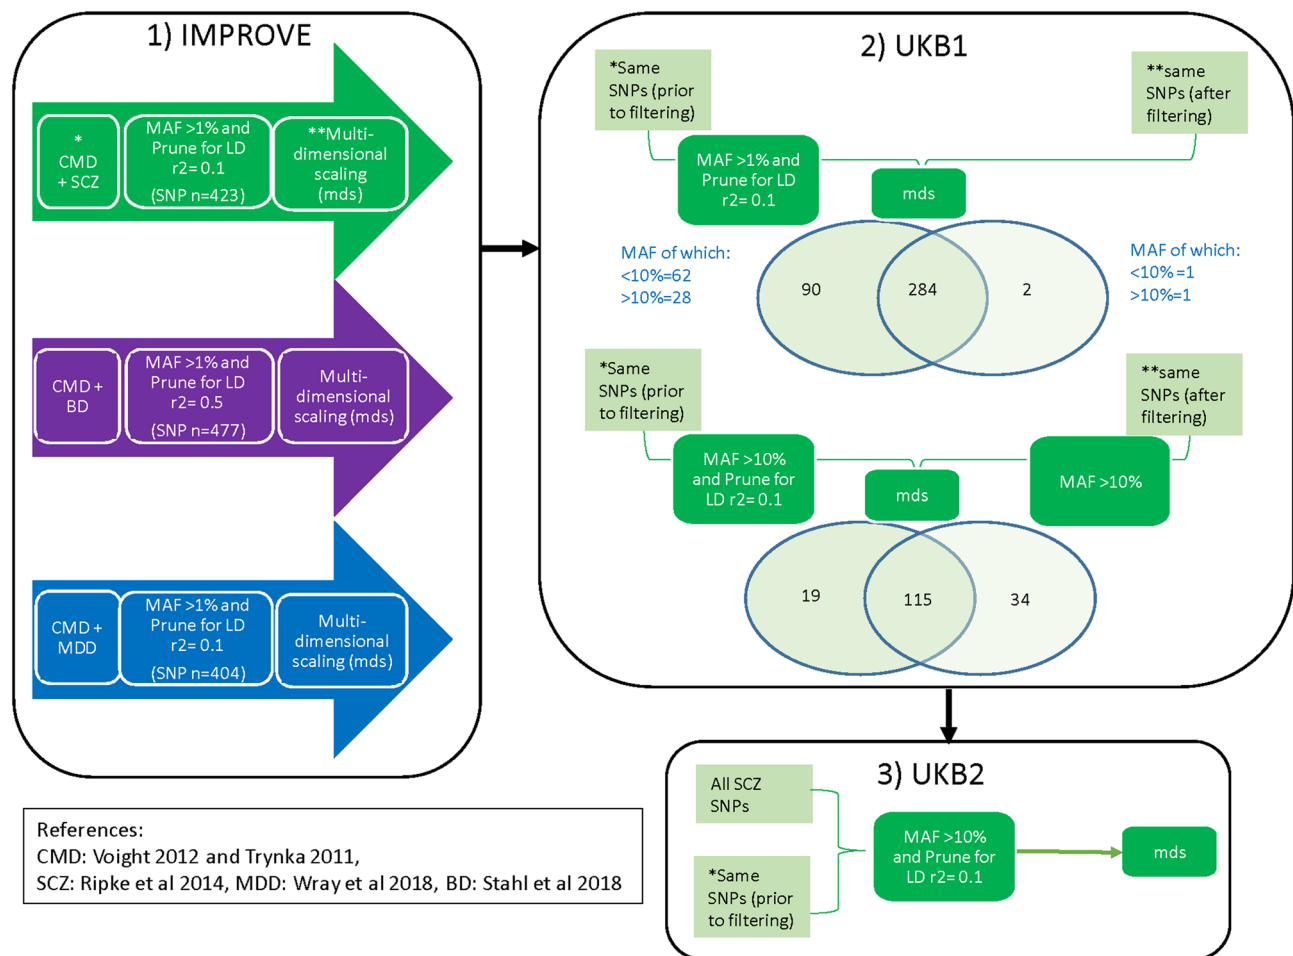 1) IMPROVE
*
CMD
+ SCZ
MAF >1% and
Prune for LD
r2= 0.1
(SNP n=423)
**Multi-
dimensional
scaling
(mds)
CMD +
BD
MAF >1% and
Prune for LD
r2= 0.5
(SNP n=477)
Multi-
dimensional
scaling (mds)
CMD +
MDD
MAF >1% and
Prune for LD
r2= 0.1
(SNP n=404)
Multi-
dimensional
scaling (mds)
2) UKB1
*Same
SNPs (prior
to filtering)
**same
SNPs (after
filtering)
MAF >1% and
Prune for LD
r2= 0.1
mds
MAF of which:
<10%=62
>10%=28
90
284
2
MAF of which:
<10% =1
>10%=1
*Same
SNPs (prior
to filtering)
**same
SNPs (after
filtering)
MAF >10%
and Prune for
LD r2= 0.1
mds
MAF >10%
19
115
34
3) UKB2
All SCZ
SNPs
*Same
SNPs (prior
to filtering)
MAF >10%
and Prune for
LD r2= 0.1
mds
References:
CMD: Voight 2012 and Trynka 2011,
SCZ: Ripke et al 2014, MDD: Wray et al 2018, BD: Stahl et al 2018